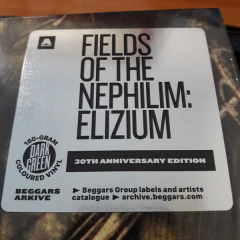 FIELDS
OF THE
NEPHILIM:
ELIZIUM
180-GRAM
DARK
GREEN
COLOURED VINYL
30TH ANNIVERSARY EDITION
BEGGARS
ARKIVE
▶ Beggars Group labels and artists
catalogue ▶ archive.beggars.com